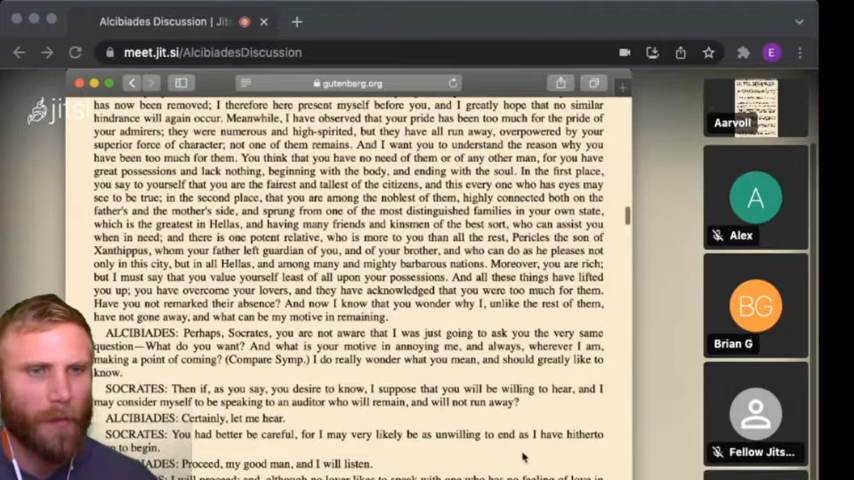 Alcibiades Discussion | Jits
meet.jit.si/AlcibiadesDiscussion
E
gutenberg.org
jitsi
has now been removed; I therefore here present myself before you, and I greatly hope that no similar
hindrance will again occur. Meanwhile, I have observed that your pride has been too much for the pride of
your admirers; they were numerous and high-spirited, but they have all run away, overpowered by your
superior force of character; not one of them remains. And I want you to understand the reason why you
have been too much for them. You think that you have no need of them or of any other man, for you have
great possessions and lack nothing, beginning with the body, and ending with the soul. In the first place,
you say to yourself that you are the fairest and tallest of the citizens, and this every one who has eyes may
see to be true; in the second place, that you are among the noblest of them, highly connected both on the
father's and the mother's side, and sprung from one of the most distinguished families in your own state,
which is the greatest in Hellas, and having many friends and kinsmen of the best sort, who can assist you
when in need; and there is one potent relative, who is more to you than all the rest, Pericles the son of
Xanthippus, whom your father left guardian of you, and of your brother, and who can do as he pleases not
only in this city, but in all Hellas, and among many and mighty barbarous nations. Moreover, you are rich;
but I must say that you value yourself least of all upon your possessions. And all these things have lifted
you up; you have overcome your lovers, and they have acknowledged that you were too much for them.
Have you not remarked their absence? And now I know that you wonder why I, unlike the rest of them,
have not gone away, and what can be my motive in remaining.
ALCIBIADES: Perhaps, Socrates, you are not aware that I was just going to ask you the very same
question—What do you want? And what is your motive in annoying me, and always, wherever I am,
making a point of coming? (Compare Symp.) I do really wonder what you mean, and should greatly like to
know.
SOCRATES: Then if, as you say, you desire to know, I suppose that you will be willing to hear, and I
may consider myself to be speaking to an auditor who will remain, and will not run away?
ALCIBIADES: Certainly, let me hear.
SOCRATES: You had better be careful, for I may very likely be as unwilling to end as I have hitherto
to begin.
ADES: Proceed, my good man, and I will listen.
I will proceed; and, although no lover likes to speak with one who has no feeling of love in
Aarvoll
A
Alex
BG
Brian G
Fellow Jits...